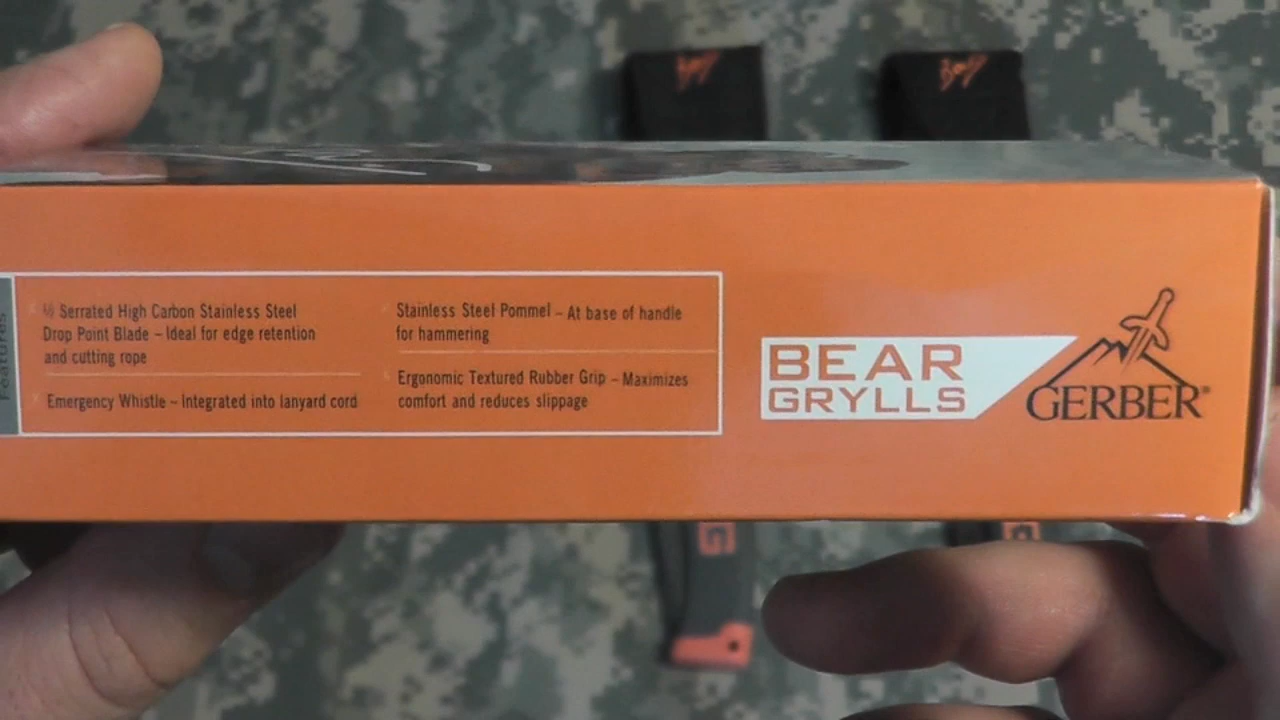 Bear
Bear
Features
½ Serrated High Carbon Stainless Steel
Drop Point Blade – Ideal for edge retention
and cutting rope
Emergency Whistle – Integrated into lanyard cord
Stainless Steel Pommel – At base of handle
for hammering
Ergonomic Textured Rubber Grip – Maximizes
comfort and reduces slippage
BEAR
GRYLLS
GERBER®
G
G